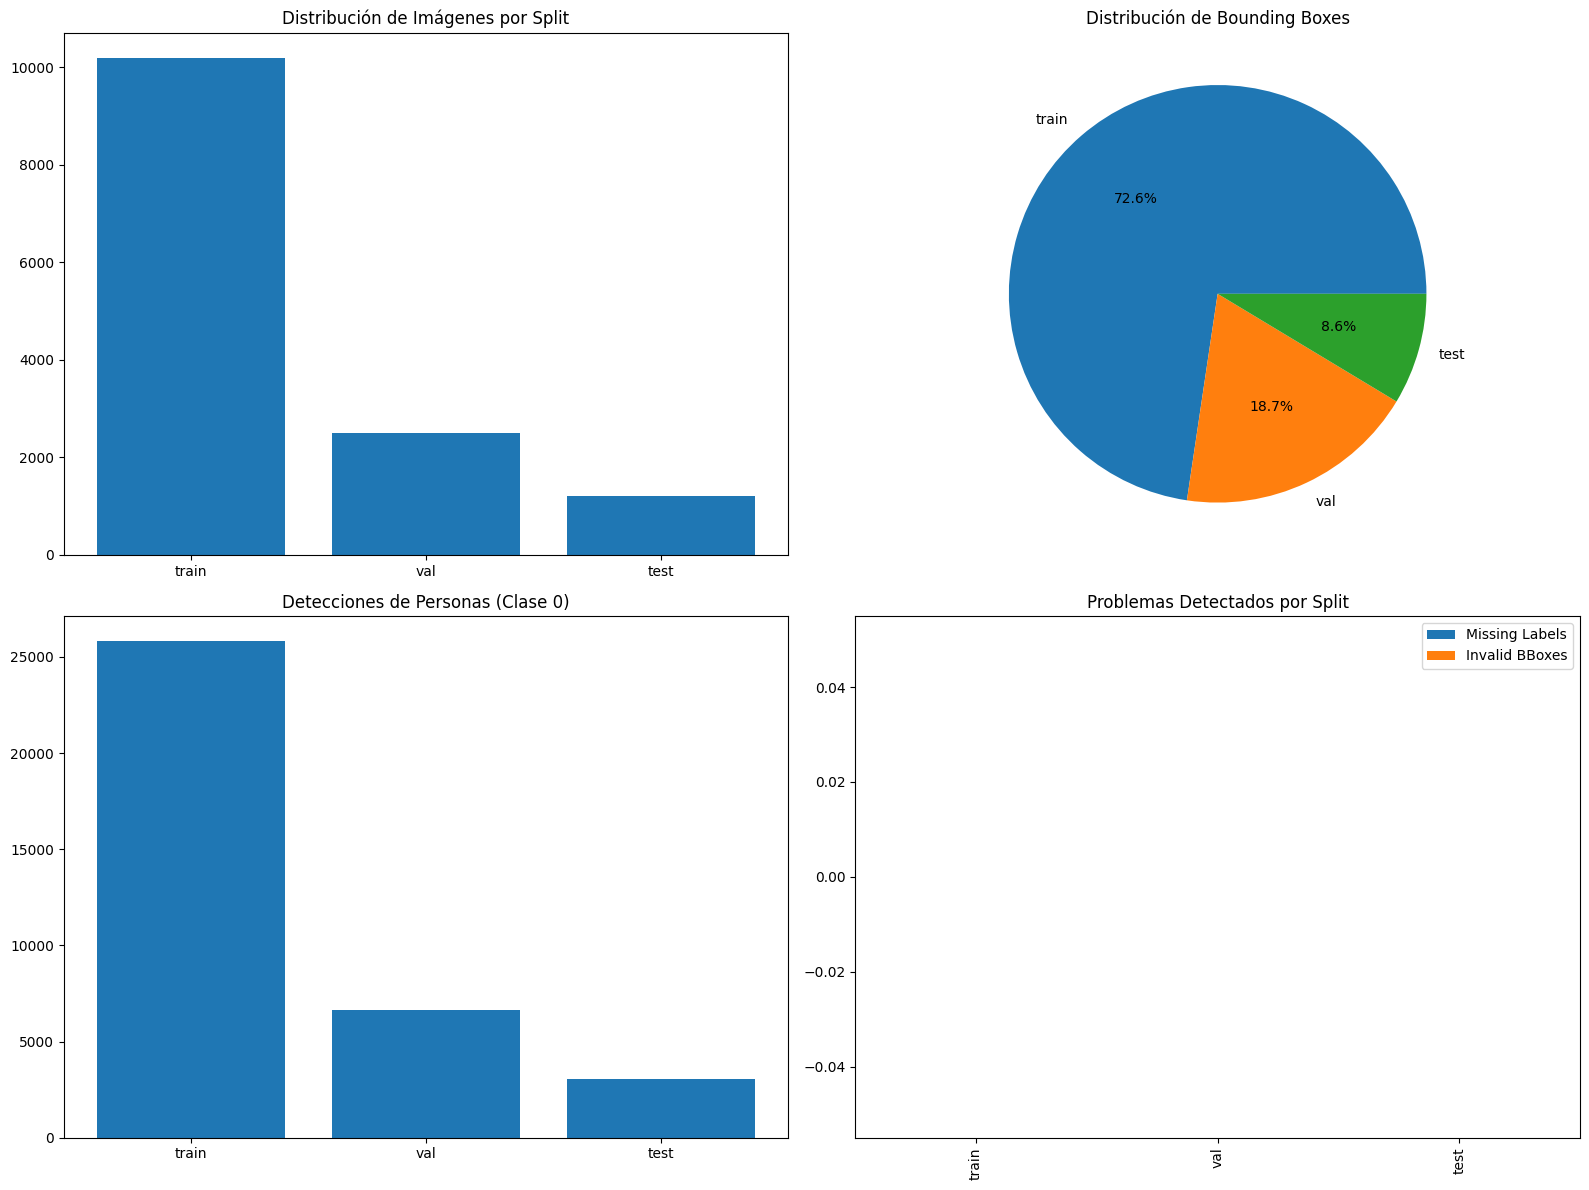 Distribución de Imágenes por Split
10000
8000
6000
4000
2000
0
train val test
Distribución de Bounding Boxes
train
72.6%
8.6%
test
18.7%
val
Detecciones de Personas (Clase 0)
25000
20000
15000
10000
5000
0
train val test
Problemas Detectados por Split
Missing Labels
Invalid BBoxes
0.04
0.02
0.00
−0.02
−0.04
train
val
test